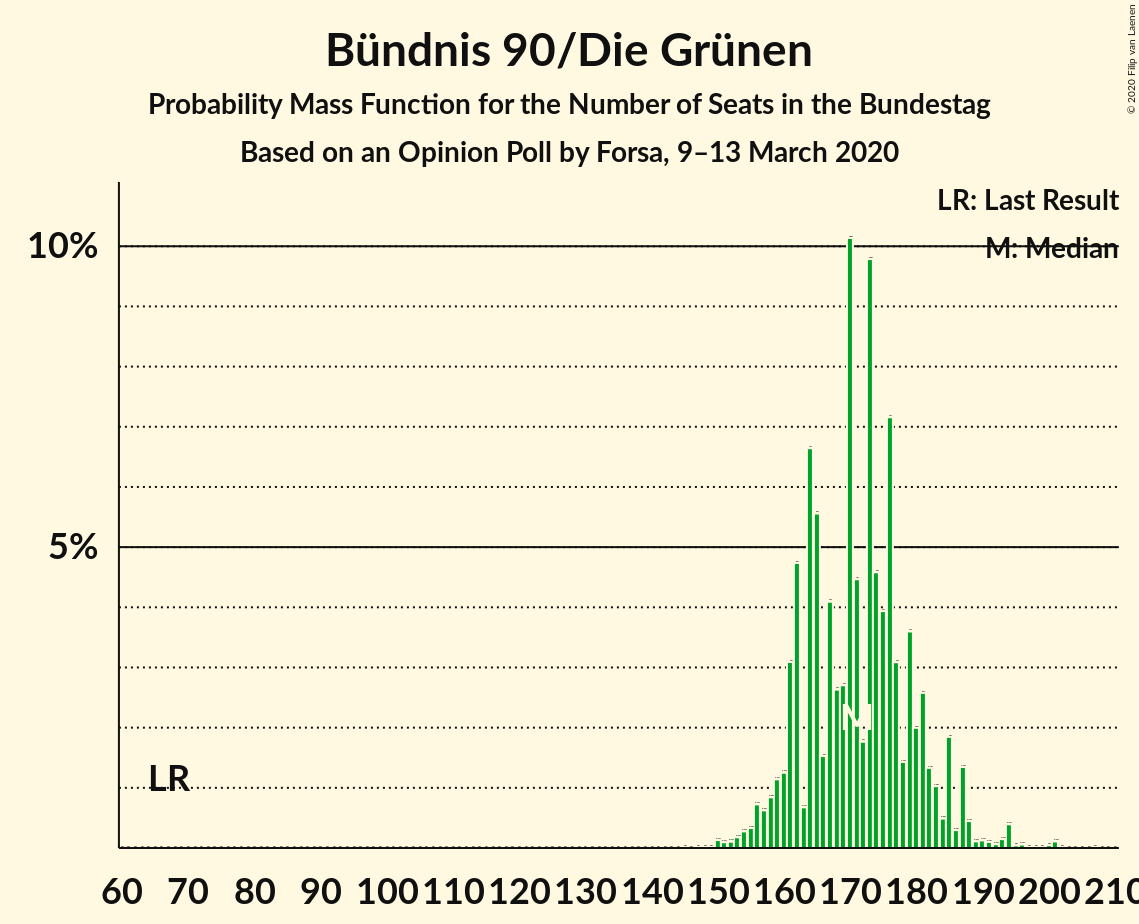 Bündnis 90/Die Grünen
Probability Mass Function for the Number of Seats in the Bundestag
Based on an Opinion Poll by Forsa, 9–13 March 2020
© 2020 Filip van Laenen
LR: Last Result
M: Median
10%
5%
LR
M
60 70 80 90 100 110 120 130 140 150 160 170 180 190 200 210